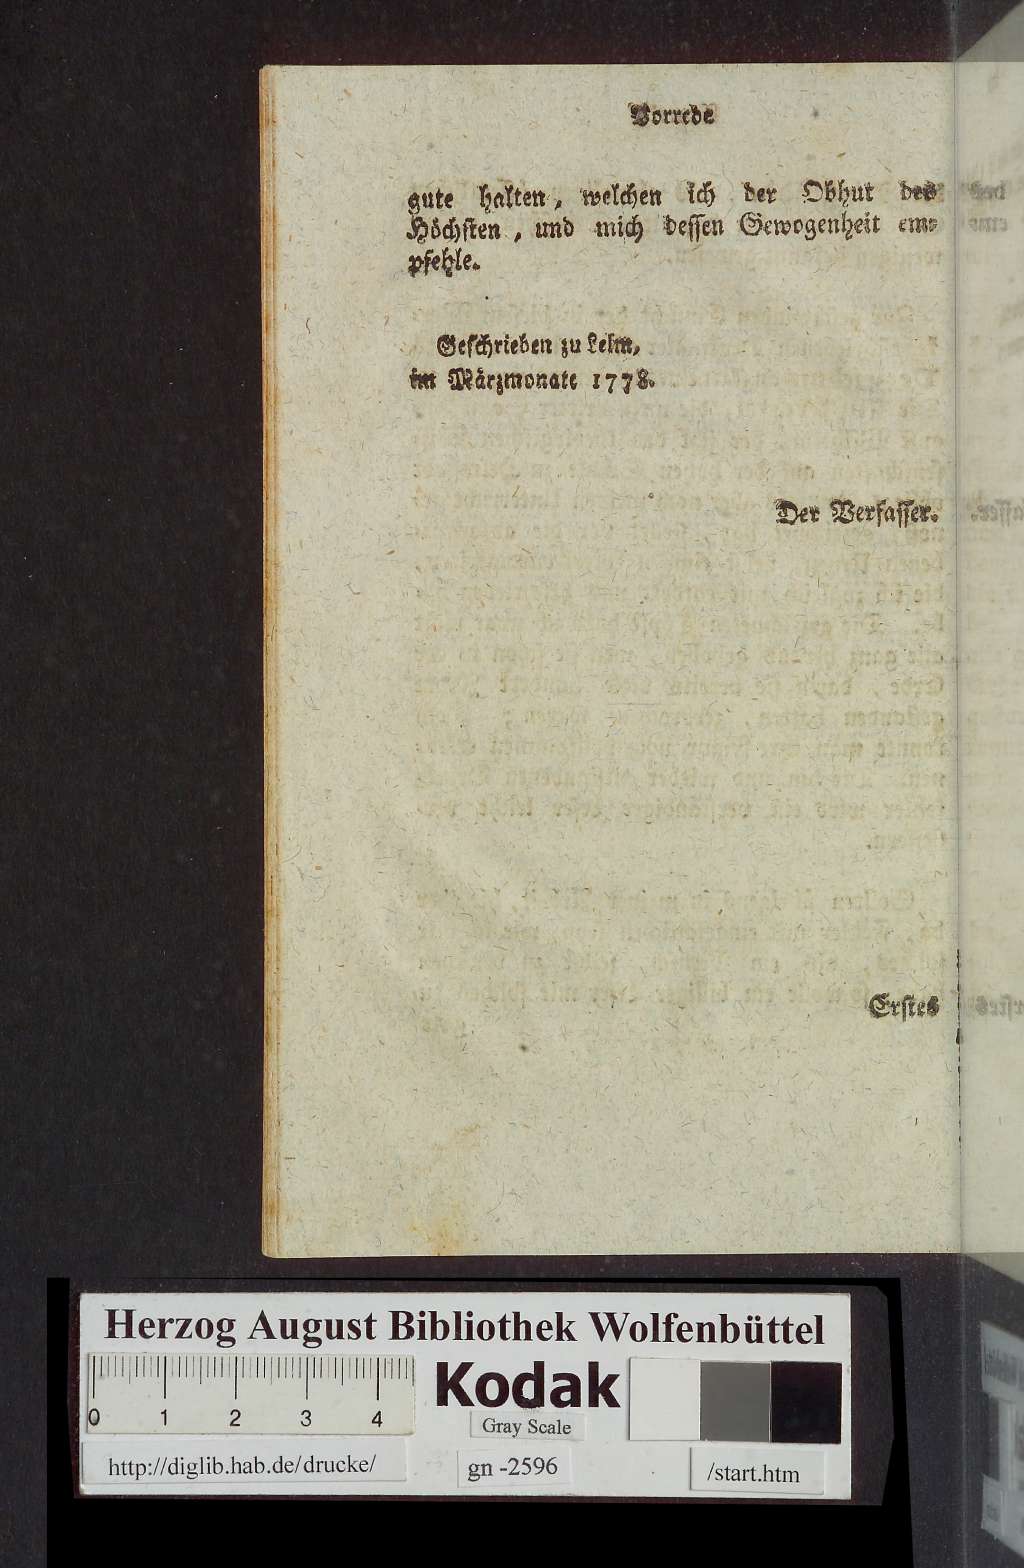 Vorrede
gute halten, welchen ich der Obhut des
Höchsten, und mich dessen Gewogenheit em-
pfehle.
Geschrieben zu Lelm,
im Märzmonate 1778.
Der Verfasser.
Erstes
Herzog August Bibliothek Wolfenbüttel
0 1 2 3 4
Kodak
Gray Scale
http://diglib.hab.de/drucke/
gn -2596
/start.htm